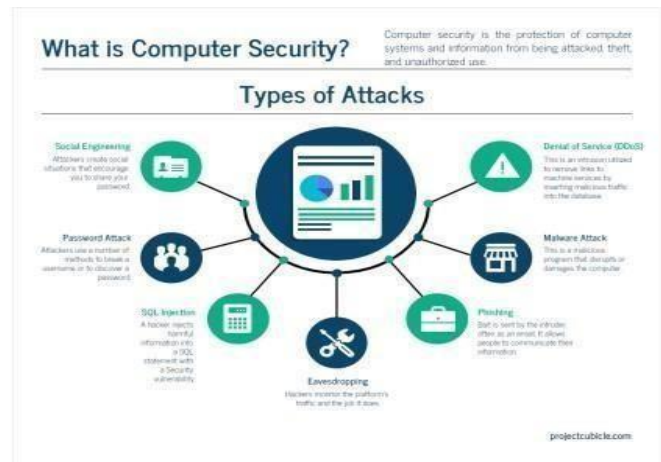 What is Computer Security?
Computer security is the protection of computer
systems and information from being attacked, theft,
and unauthorized use.
Types of Attacks
Social Engineering
Attackers create social
situations that encourage
you to share your
password.
Password Attack
Attackers use a number of
methods to break a
username or to discover a
password.
SQL Injection
A hacker injects
harmful
information into
a SQL
statement with
a Security
vulnerability
Eavesdropping
Hackers monitor the platform's
traffic and the job it does.
Phishing
Bait is sent by the intruder,
often as an email. It allows
people to communicate their
information.
Malware Attack
This is a malicious
program that disrupts or
damages the computer
Denial of Service (DDoS)
This is an intrusion utilized
to remove links to
machine services by
inserting malicious traffic
into the database.
projectcubicle.com